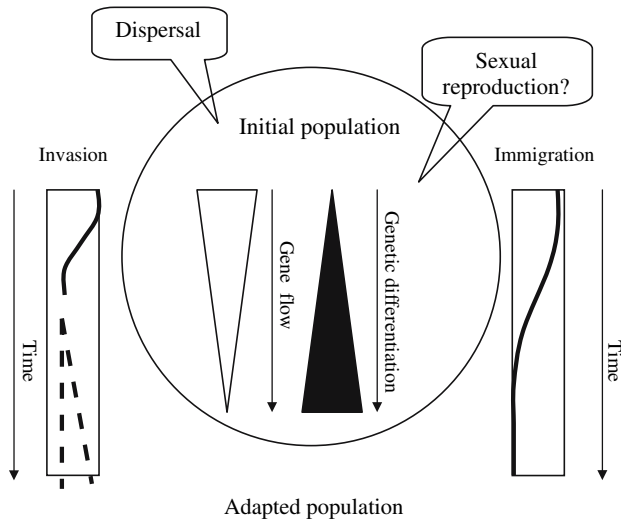 Dispersal
Sexual
reproduction?
Initial population
Invasion
Immigration
Gene flow
Genetic differentiation
Time
Time
Adapted population